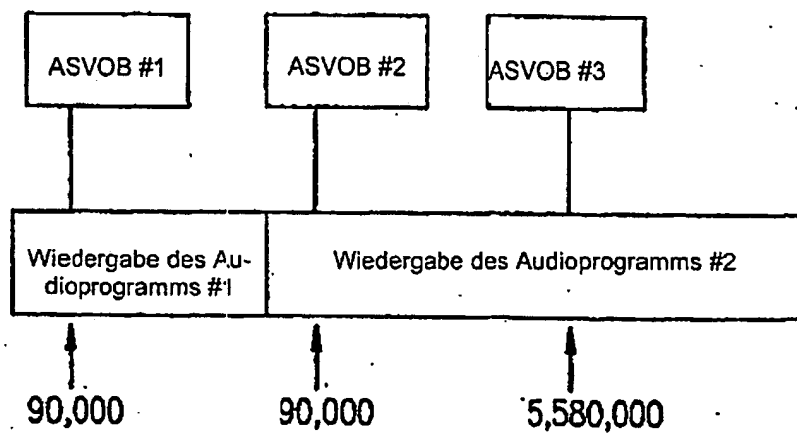 ASVOB #1
ASVOB #2
ASVOB #3
Wiedergabe des Au-
dioprogramms #1
Wiedergabe des Audioprogramms #2
90,000
90,000
5,580,000